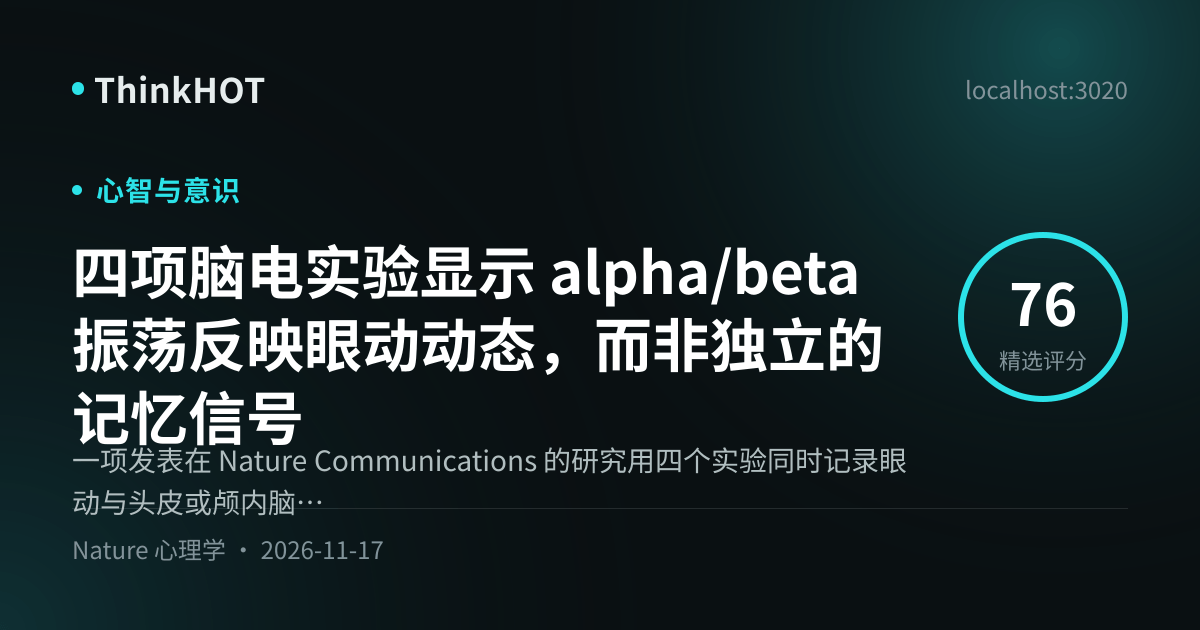 ThinkHOT
localhost:3020
心智与意识
四项脑电实验显示 alpha/beta
振荡反映眼动动态，而非独立的
记忆信号
76
精选评分
一项发表在 Nature Communications 的研究用四个实验同时记录眼
动与头皮或颅内脑…
Nature 心理学 · 2026-11-17